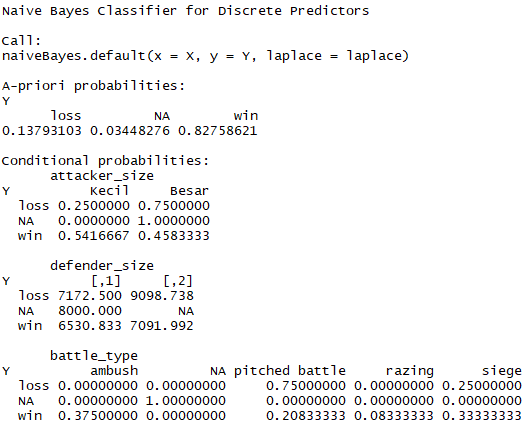 Naive Bayes Classifier for Discrete Predictors
Call:
naiveBayes.default(x = X, y = Y, laplace = laplace)
A-priori probabilities:
Y
loss NA win
0.13793103 0.03448276 0.82758621
Conditional probabilities:
attacker_size
Y Kecil Besar
loss 0.2500000 0.7500000
NA 0.0000000 1.0000000
win 0.5416667 0.4583333
defender_size
Y [,1] [,2]
loss 7172.500 9098.738
NA 8000.000 NA
win 6530.833 7091.992
battle_type
Y ambush NA pitched battle razing siege
loss 0.00000000 0.00000000 0.75000000 0.00000000 0.25000000
NA 0.00000000 1.00000000 0.00000000 0.00000000 0.00000000
win 0.37500000 0.00000000 0.20833333 0.08333333 0.33333333